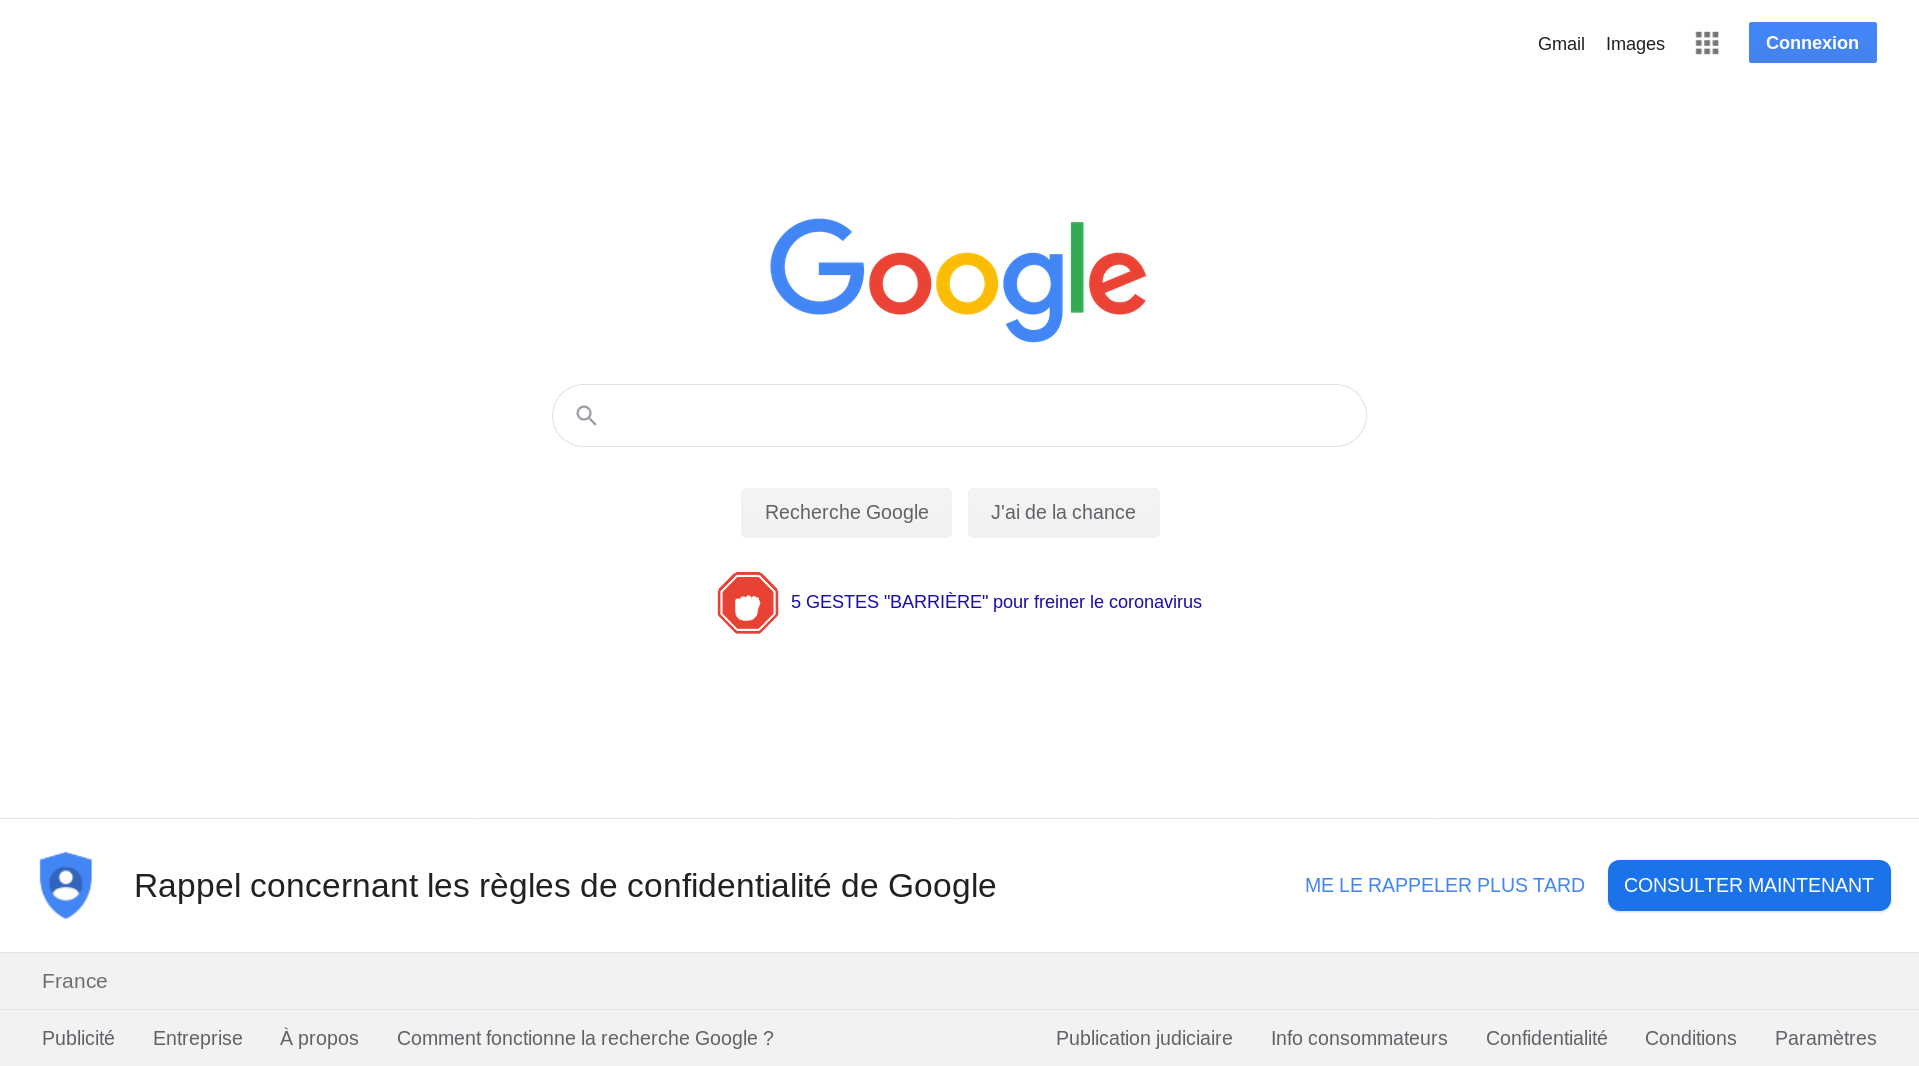 Gmail Images Connexion
Google
Recherche Google J'ai de la chance
5 GESTES "BARRIÈRE" pour freiner le coronavirus
Rappel concernant les règles de confidentialité de Google ME LE RAPPELER PLUS TARD CONSULTER MAINTENANT
France
Publicité Entreprise À propos Comment fonctionne la recherche Google ? Publication judiciaire Info consommateurs Confidentialité Conditions Paramètres